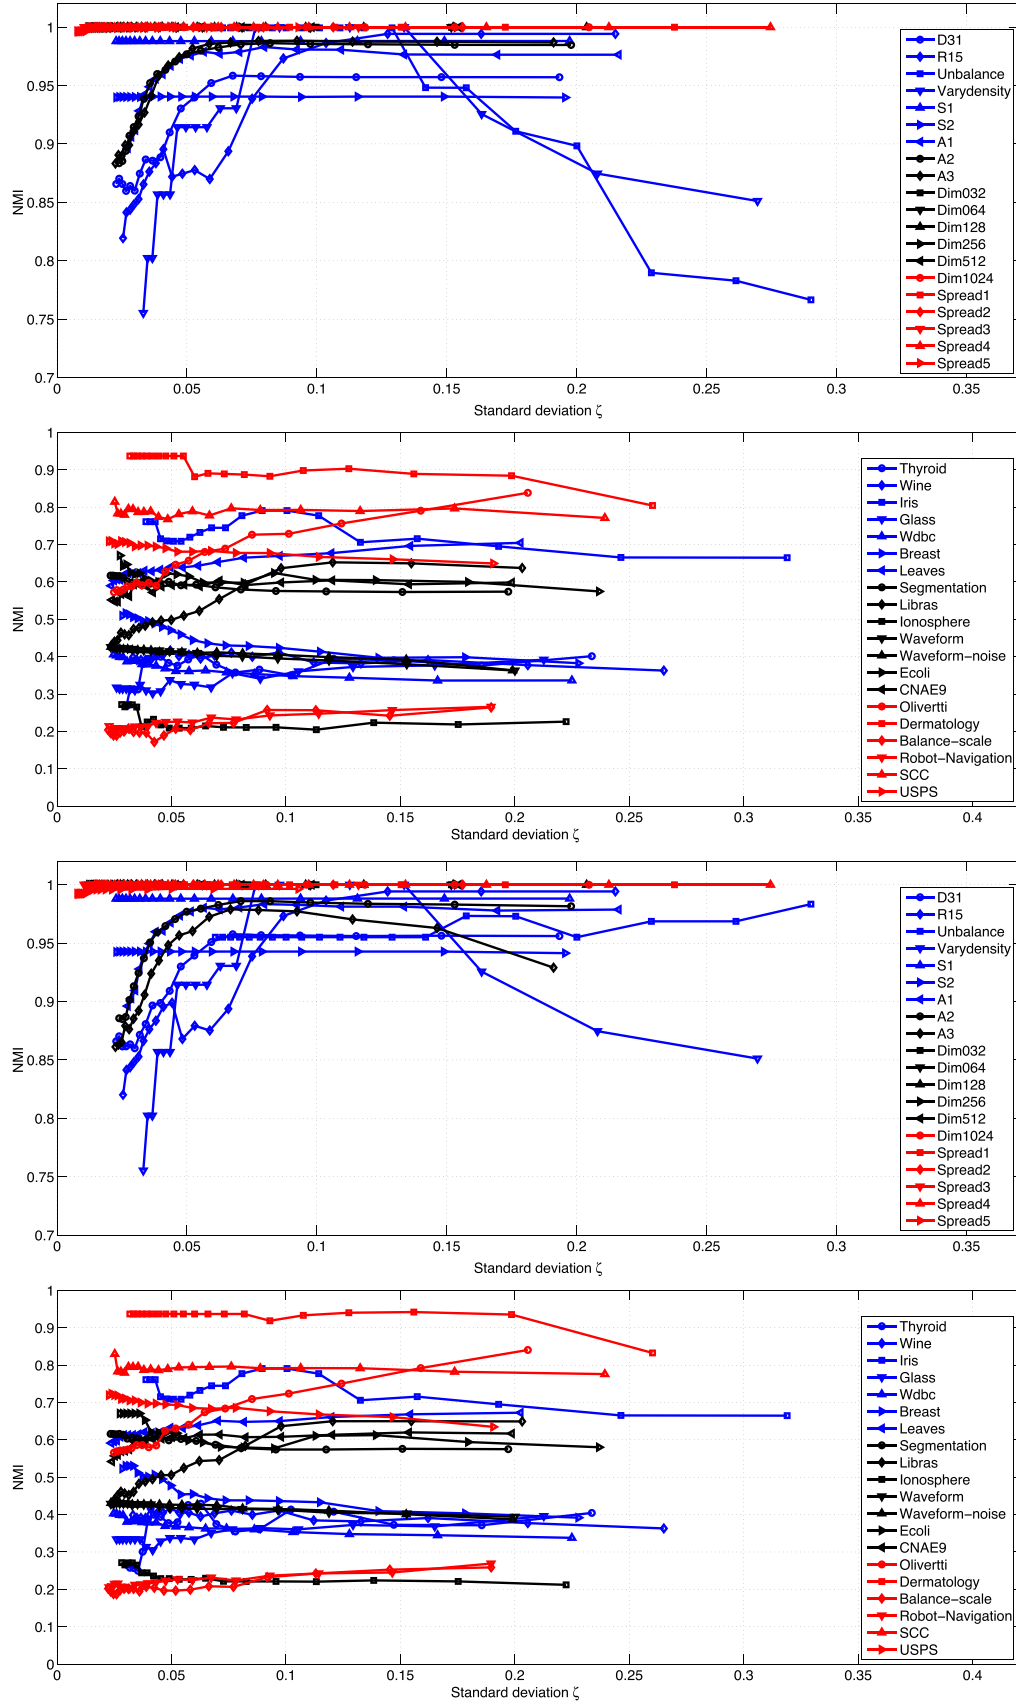 1
0.95
0.9
0.85
0.8
0.75
0.7
NMI
0
0.05
0.1
0.15
0.2
0.25
0.3
0.35
Standard deviation ζ
D31
R15
Unbalance
Varydensity
S1
S2
A1
A2
A3
Dim032
Dim064
Dim128
Dim256
Dim512
Dim1024
Spread1
Spread2
Spread3
Spread4
Spread5
1
0.9
0.8
0.7
0.6
0.5
0.4
0.3
0.2
0.1
0
NMI
0
0.05
0.1
0.15
0.2
0.25
0.3
0.35
0.4
Standard deviation ζ
Thyroid
Wine
Iris
Glass
Wdbc
Breast
Leaves
Segmentation
Libras
Ionosphere
Waveform
Waveform−noise
Ecoli
CNAE9
Olivertti
Dermatology
Balance−scale
Robot−Navigation
SCC
USPS
1
0.95
0.9
0.85
0.8
0.75
0.7
NMI
0
0.05
0.1
0.15
0.2
0.25
0.3
0.35
Standard deviation ζ
D31
R15
Unbalance
Varydensity
S1
S2
A1
A2
A3
Dim032
Dim064
Dim128
Dim256
Dim512
Dim1024
Spread1
Spread2
Spread3
Spread4
Spread5
1
0.9
0.8
0.7
0.6
0.5
0.4
0.3
0.2
0.1
0
NMI
0
0.05
0.1
0.15
0.2
0.25
0.3
0.35
0.4
Standard deviation ζ
Thyroid
Wine
Iris
Glass
Wdbc
Breast
Leaves
Segmentation
Libras
Ionosphere
Waveform
Waveform−noise
Ecoli
CNAE9
Olivertti
Dermatology
Balance−scale
Robot−Navigation
SCC
USPS